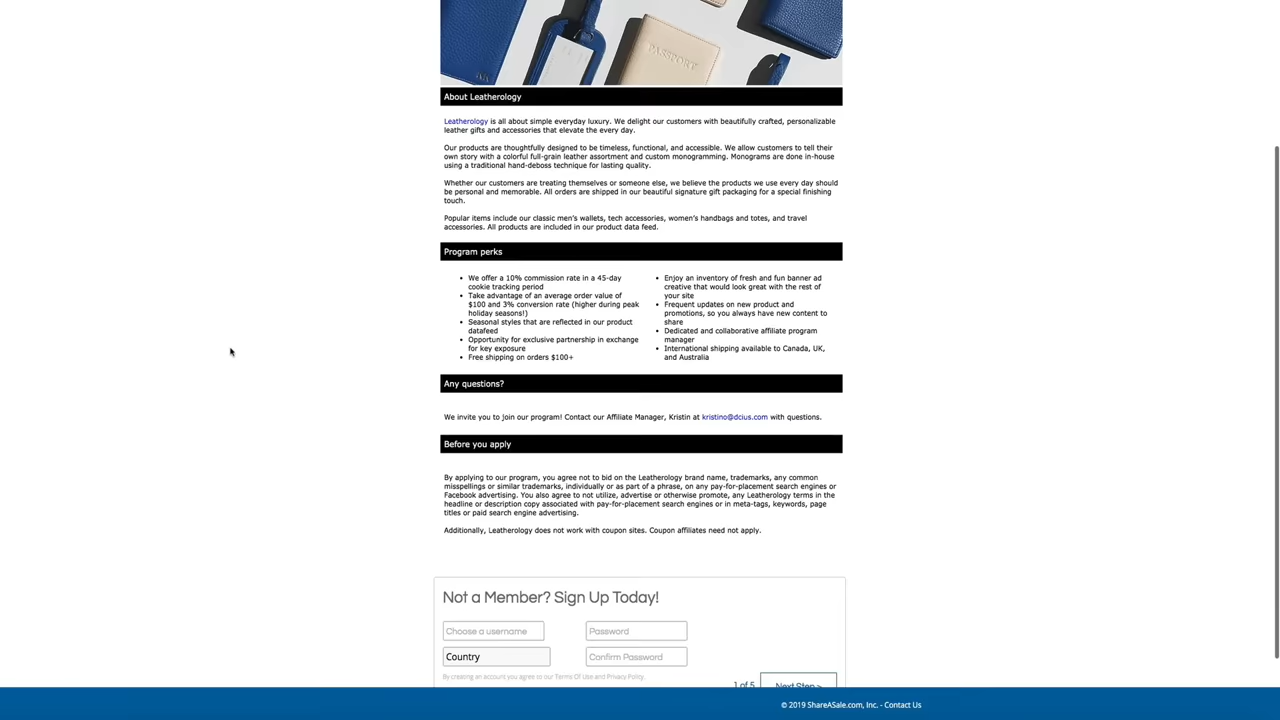 PASSPORT
About Leatherology
Leatherology is all about simple everyday luxury. We delight our customers with beautifully crafted, personalizable
leather gifts and accessories that elevate the every day.
Our products are thoughtfully designed to be timeless, functional, and accessible. We allow customers to tell their
own story with a colorful full-grain leather assortment and custom monogramming. Monograms are done in-house
using a traditional hand-deboss technique for lasting quality.
Whether our customers are treating themselves or someone else, we believe the products we use every day should
be personal and memorable. All orders are shipped in our beautiful signature gift packaging for a special finishing
touch.
Popular items include our classic men's wallets, tech accessories, women's handbags and totes, and travel
accessories. All products are included in our product data feed.
Program perks
• We offer a 10% commission rate in a 45-day
cookie tracking period
• Take advantage of an average order value of
$100 and 3% conversion rate (higher during peak
holiday seasons!)
• Seasonal styles that are reflected in our product
datafeed
• Opportunity for exclusive partnership in exchange
for key exposure
• Free shipping on orders $100+
• Enjoy an inventory of fresh and fun banner ad
creative that would look great with the rest of
your site
• Frequent updates on new product and
promotions, so you always have new content to
share
• Dedicated and collaborative affiliate program
manager
• International shipping available to Canada, UK,
and Australia
Any questions?
We invite you to join our program! Contact our Affiliate Manager, Kristin at kristino@dcius.com with questions.
Before you apply
By applying to our program, you agree not to bid on the Leatherology brand name, trademarks, any common
misspellings or similar trademarks, individually or as part of a phrase, on any pay-for-placement search engines or
Facebook advertising. You also agree to not utilize, advertise or otherwise promote, any Leatherology terms in the
headline or description copy associated with pay-for-placement search engines or in meta-tags, keywords, page
titles or paid search engine advertising.
Additionally, Leatherology does not work with coupon sites. Coupon affiliates need not apply.
Not a Member? Sign Up Today!
Choose a username
Password
Country
Confirm Password
By creating an account you agree to our Terms Of Use and Privacy Policy.
1 of 5
Next Step >
© 2019 ShareASale.com, Inc. - Contact Us